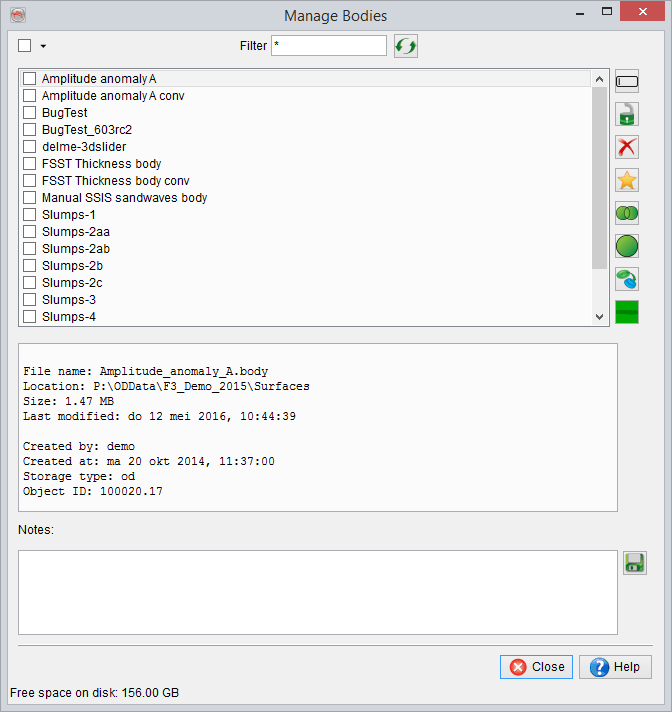 Manage Bodies
Filter *
Amplitude anomaly A
Amplitude anomaly A conv
BugTest
BugTest_603rc2
delme-3dslider
FSST Thickness body
FSST Thickness body conv
Manual SSIS sandwaves body
Slumps-1
Slumps-2aa
Slumps-2ab
Slumps-2b
Slumps-2c
Slumps-3
Slumps-4
File name: Amplitude_anomaly_A.body
Location: P:\ODData\F3_Demo_2015\Surfaces
Size: 1.47 MB
Last modified: do 12 mei 2016, 10:44:39
Created by: demo
Created at: ma 20 okt 2014, 11:37:00
Storage type: od
Object ID: 100020.17
Notes:
Close Help
Free space on disk: 156.00 GB